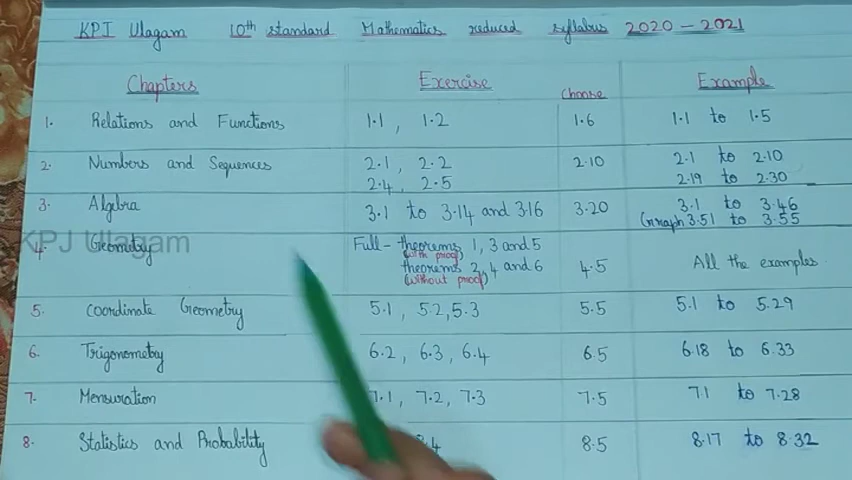 KPJ Ulagam 10th standard Mathematics reduced syllabus 2020 - 2021
Chapters Exercise Choose Example
1. Relations and Functions 1.1, 1.2 1.6 1.1 to 1.5
2. Numbers and Sequences 2.1, 2.2 2.10 2.1 to 2.10
2.4, 2.5 2.19 to 2.30
3. Algebra 3.1 to 3.14 and 3.16 3.20 3.1 to 3.46
Graph 3.51 to 3.55
KPJ Ulagam
4. Geometry Full - theorems 1, 3 and 5
(with proof)
theorems 2, 4 and 6 4.5 All the examples.
(without proof)
5. Coordinate Geometry 5.1, 5.2, 5.3 5.5 5.1 to 5.29
6. Trigonometry 6.2, 6.3, 6.4 6.5 6.18 to 6.33
7. Mensuration 7.1, 7.2, 7.3 7.5 7.1 to 7.28
8. Statistics and Probability 8.5 8.17 to 8.32